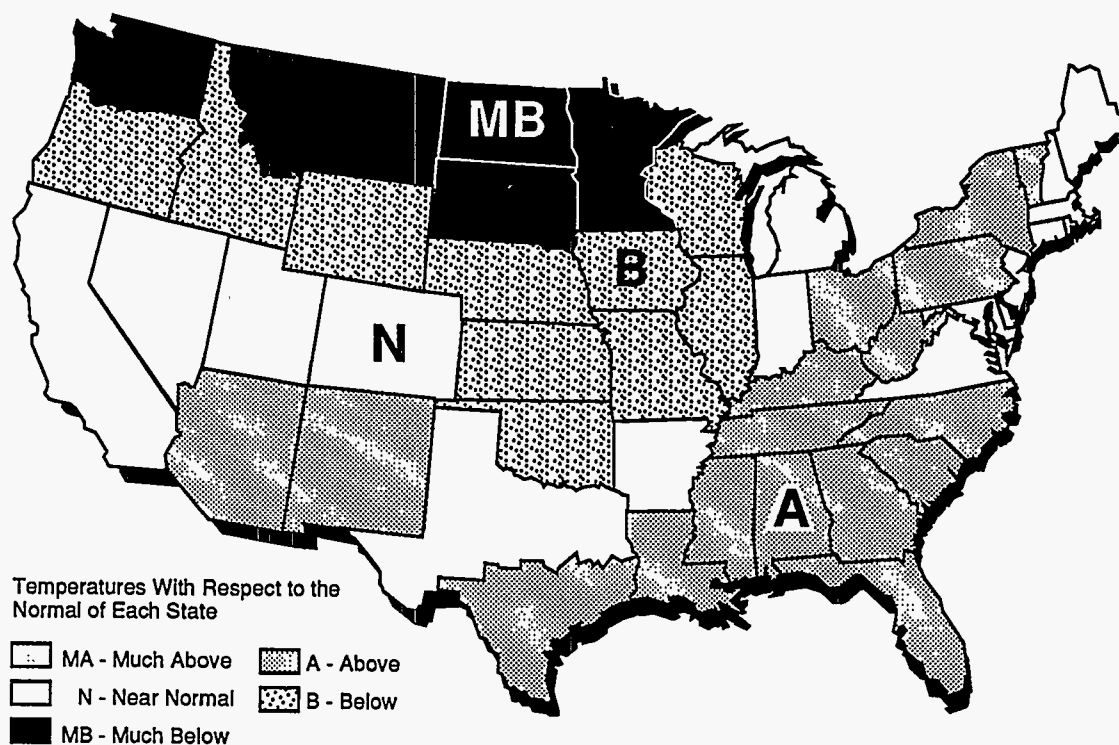 MB
B
N
A
Temperatures With Respect to the
Normal of Each State
MA - Much Above
A - Above
N - Near Normal
B - Below
MB - Much Below